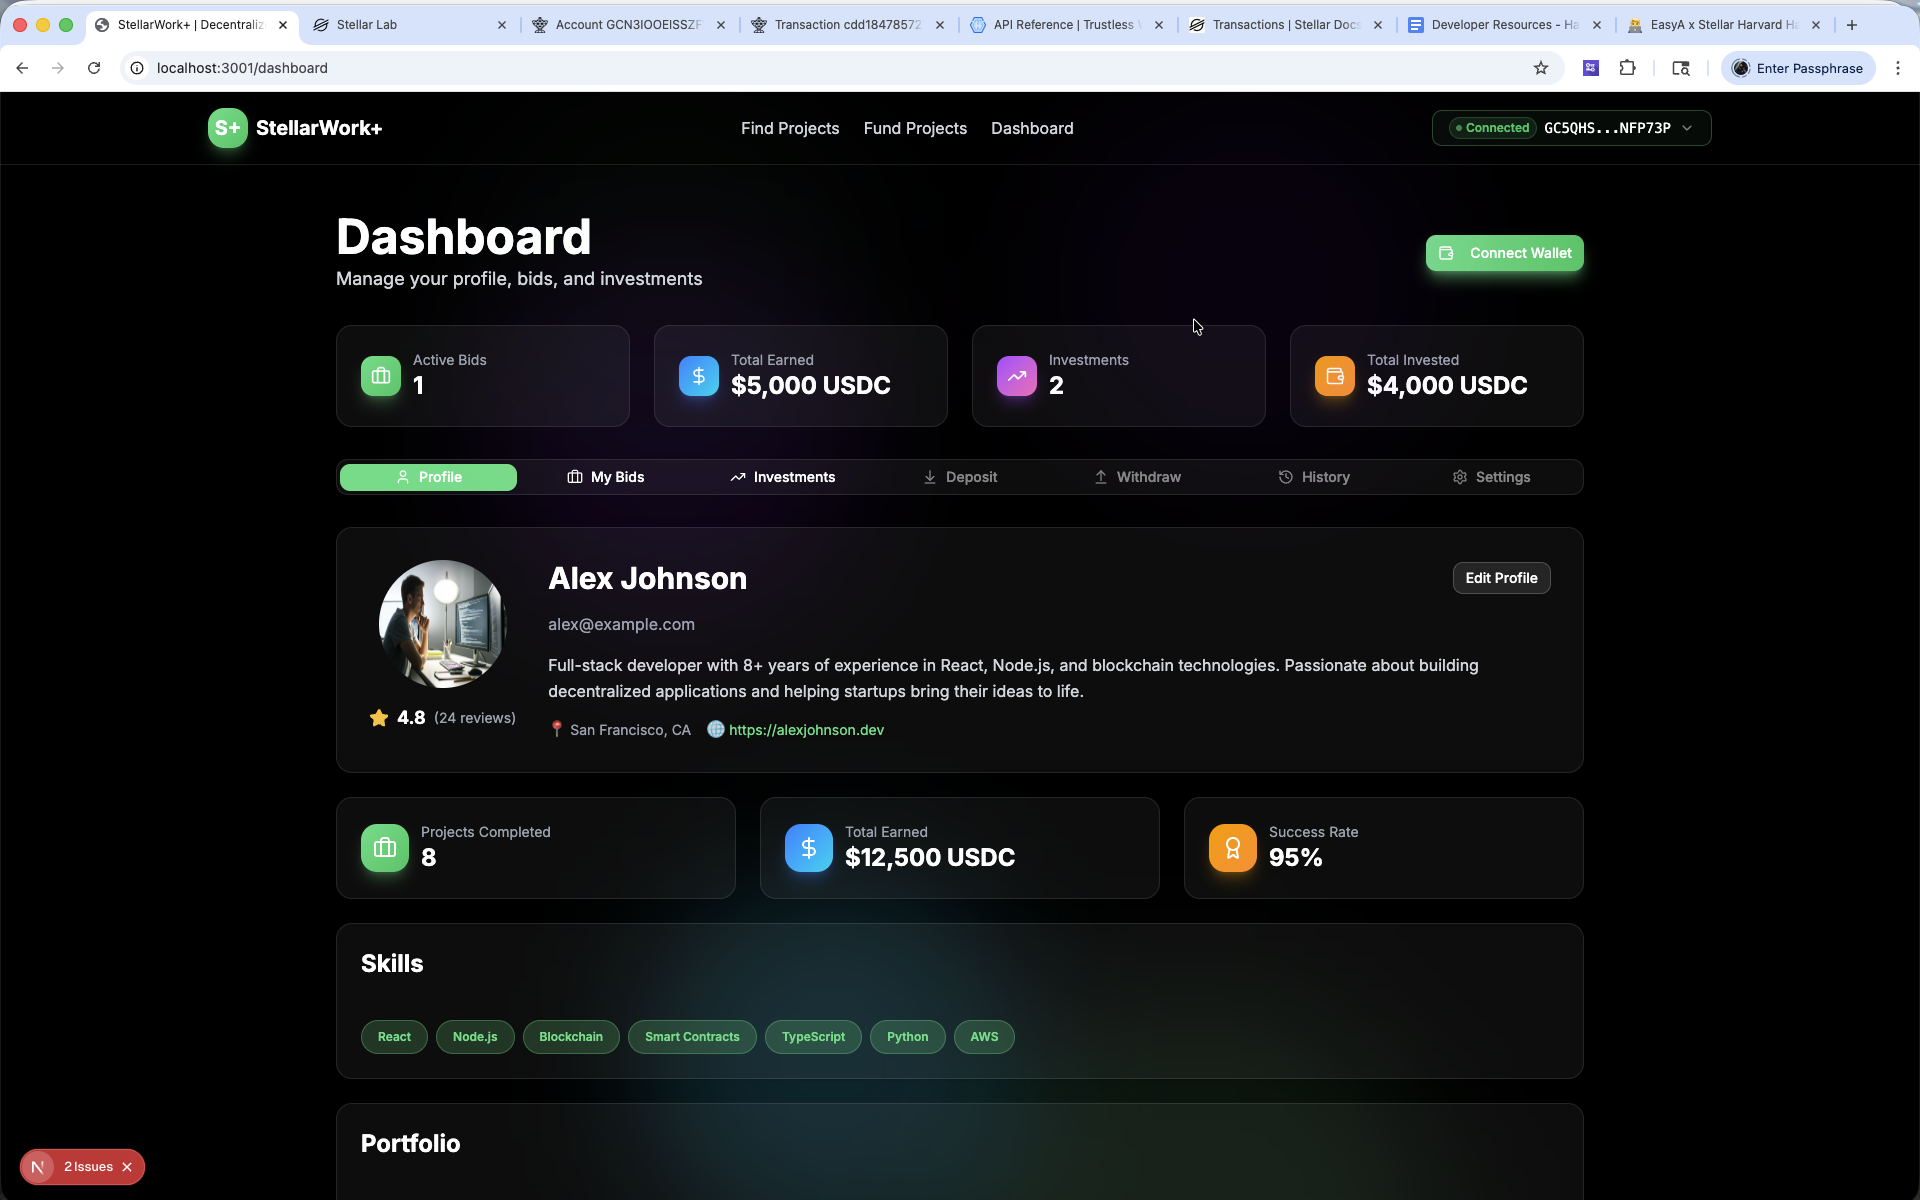 StellarWork+ | Decentraliz
Stellar Lab
Account GCN3IOOEISSZF
Transaction cdd18478572
API Reference | Trustless
Transactions | Stellar Docs
Developer Resources - Ha
EasyA x Stellar Harvard Ha
localhost:3001/dashboard
Enter Passphrase
S+ StellarWork+
Find Projects
Fund Projects
Dashboard
Connected GC5QHS...NFP73P
Dashboard
Manage your profile, bids, and investments
Connect Wallet
Active Bids
1
Total Earned
$5,000 USDC
Investments
2
Total Invested
$4,000 USDC
Profile
My Bids
Investments
Deposit
Withdraw
History
Settings
Alex Johnson
Edit Profile
alex@example.com
Full-stack developer with 8+ years of experience in React, Node.js, and blockchain technologies. Passionate about building
decentralized applications and helping startups bring their ideas to life.
4.8 (24 reviews)
San Francisco, CA
https://alexjohnson.dev
Projects Completed
8
Total Earned
$12,500 USDC
Success Rate
95%
Skills
React
Node.js
Blockchain
Smart Contracts
TypeScript
Python
AWS
Portfolio
N 2 Issues